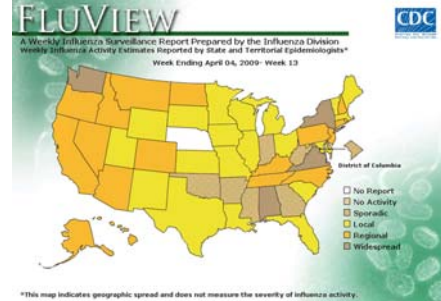 FLUVIEW
CDC
A Weekly Influenza Surveillance Report Prepared by the Influenza Division
Weekly Influenza Activity Estimates Reported by State and Territorial Epidemiologists*
Week Ending April 04, 2009- Week 13
District of Columbia
No Report
No Activity
Sporadic
Local
Regional
Widespread
*This map indicates geographic spread and does not measure the severity of influenza activity.